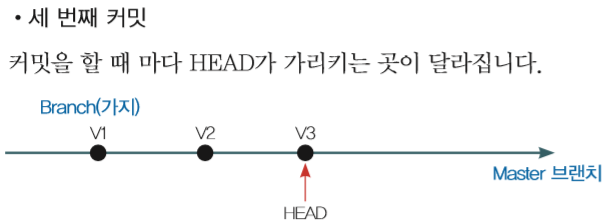 • 세 번째 커밋
커밋을 할 때 마다 HEAD가 가리키는 곳이 달라집니다.
Branch(가지)
V1 V2 V3
Master 브랜치
HEAD